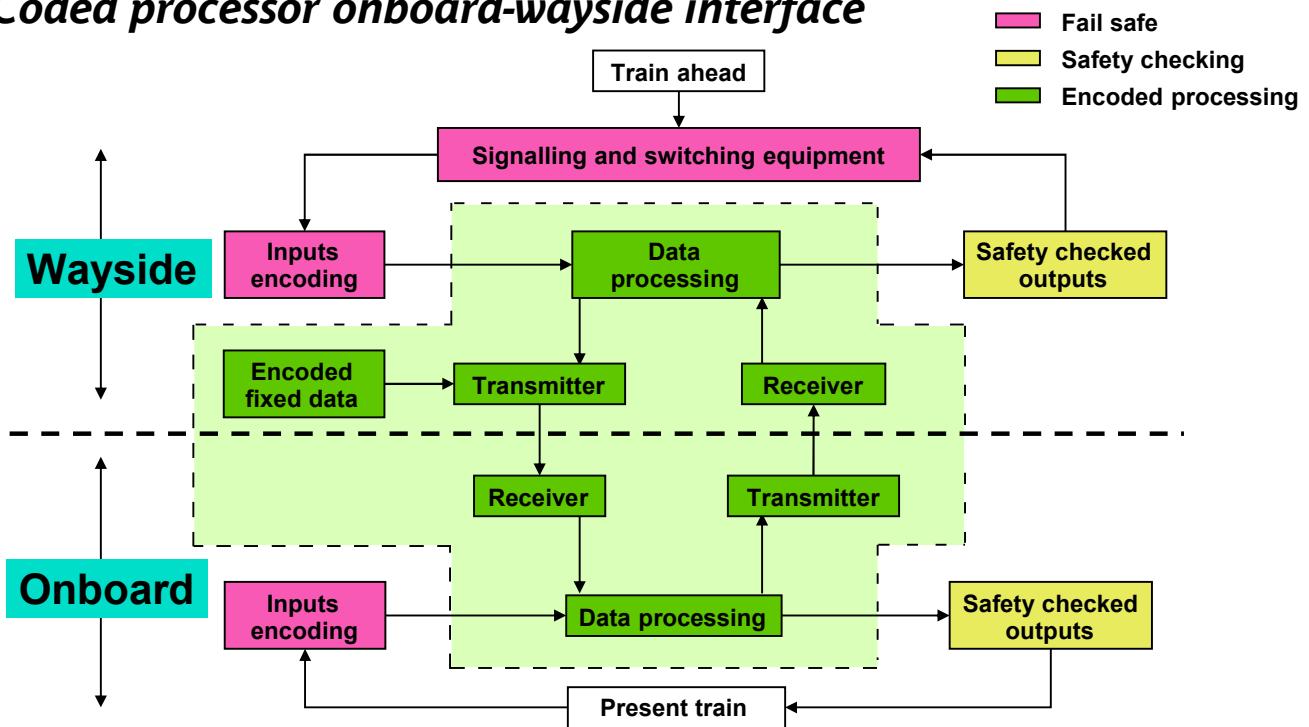 Coded processor onboard-wayside interface
Fail safe
Safety checking
Encoded processing
Train ahead
Signalling and switching equipment
Wayside
Inputs
encoding
Data
processing
Safety checked
outputs
Encoded
fixed data
Transmitter
Receiver
Receiver
Transmitter
Onboard
Inputs
encoding
Data processing
Safety checked
outputs
Present train